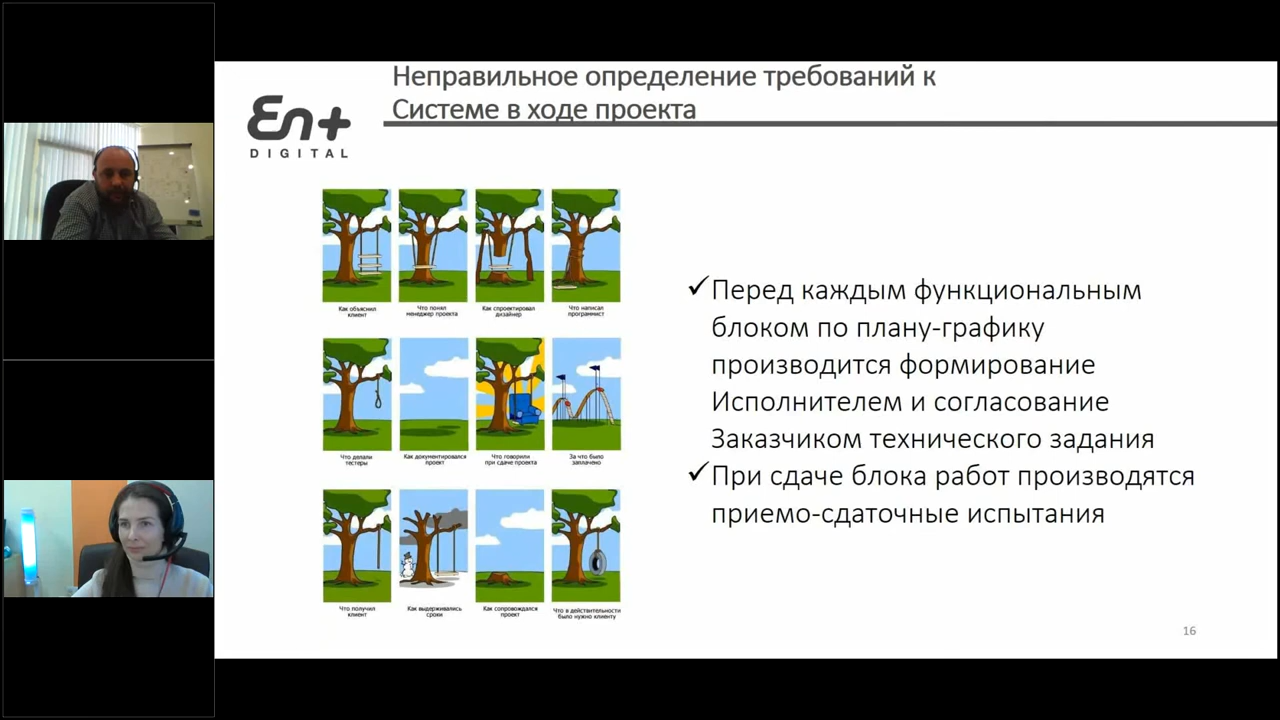 Неправильное определение требований к
Системе в ходе проекта
En+
DIGITAL
Как объяснил
клиент
Что понял
менеджер проекта
Как спроектировал
дизайнер
Что написал
программист
Что делали
тестеры
Как документировался
проект
Что говорили
при сдаче проекта
За что было
заплачено
Что получил
клиент
Как выдерживались
сроки
Как сопровождался
проект
Что в действительности
было нужно клиенту
✓Перед каждым функциональным
блоком по плану-графику
производится формирование
Исполнителем и согласование
Заказчиком технического задания
✓При сдаче блока работ производятся
приемо-сдаточные испытания
16